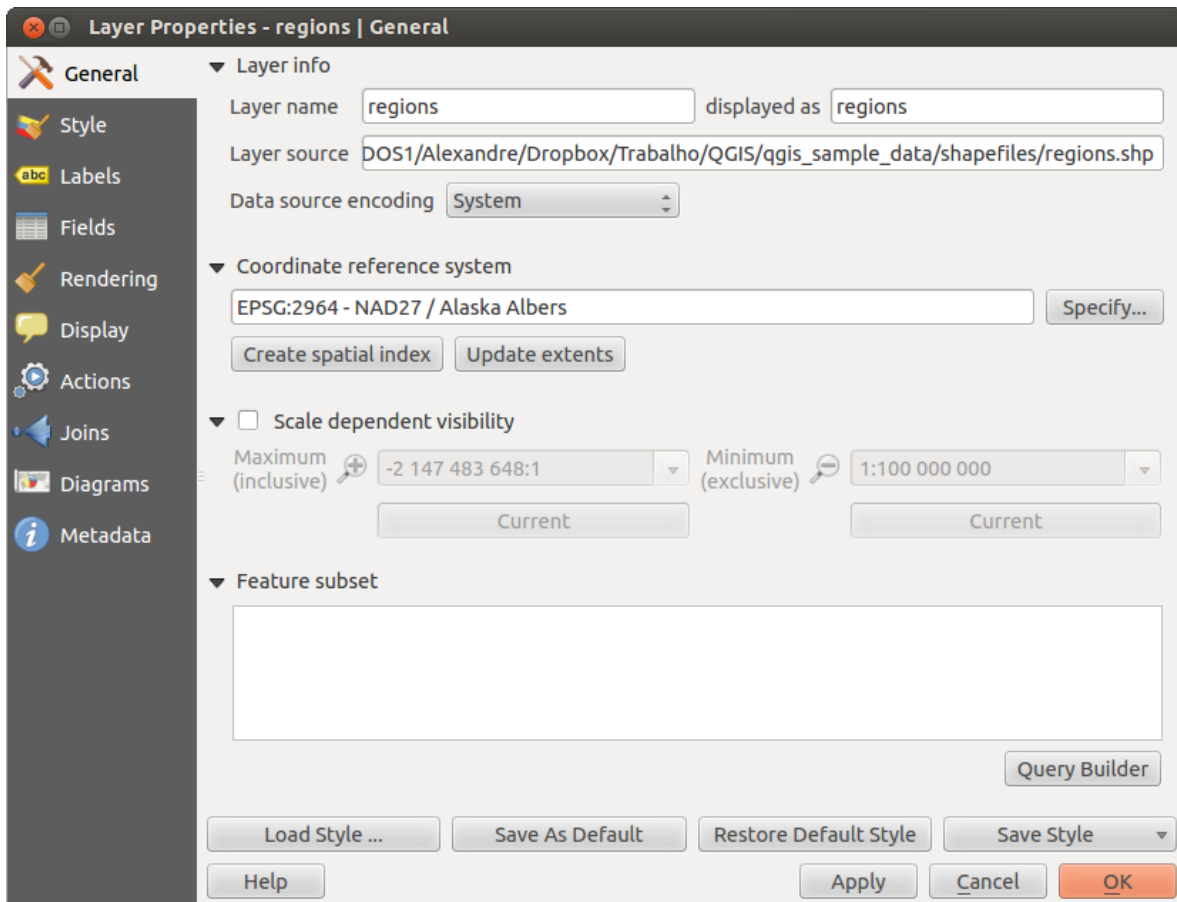 Layer Properties - regions | General
General
Style
abc Labels
Fields
Rendering
Display
Actions
Joins
Diagrams
i Metadata
Layer info
Layer name regions displayed as regions
Layer source DOS1/Alexandre/Dropbox/Trabalho/QGIS/qgis_sample_data/shapefiles/regions.shp
Data source encoding System
Coordinate reference system
EPSG:2964 - NAD27 / Alaska Albers Specify...
Create spatial index Update extents
Scale dependent visibility
Maximum (inclusive) -2 147 483 648:1 Minimum (exclusive) 1:100 000 000
Current Current
Feature subset
Query Builder
Load Style ... Save As Default Restore Default Style Save Style
Help Apply Cancel OK